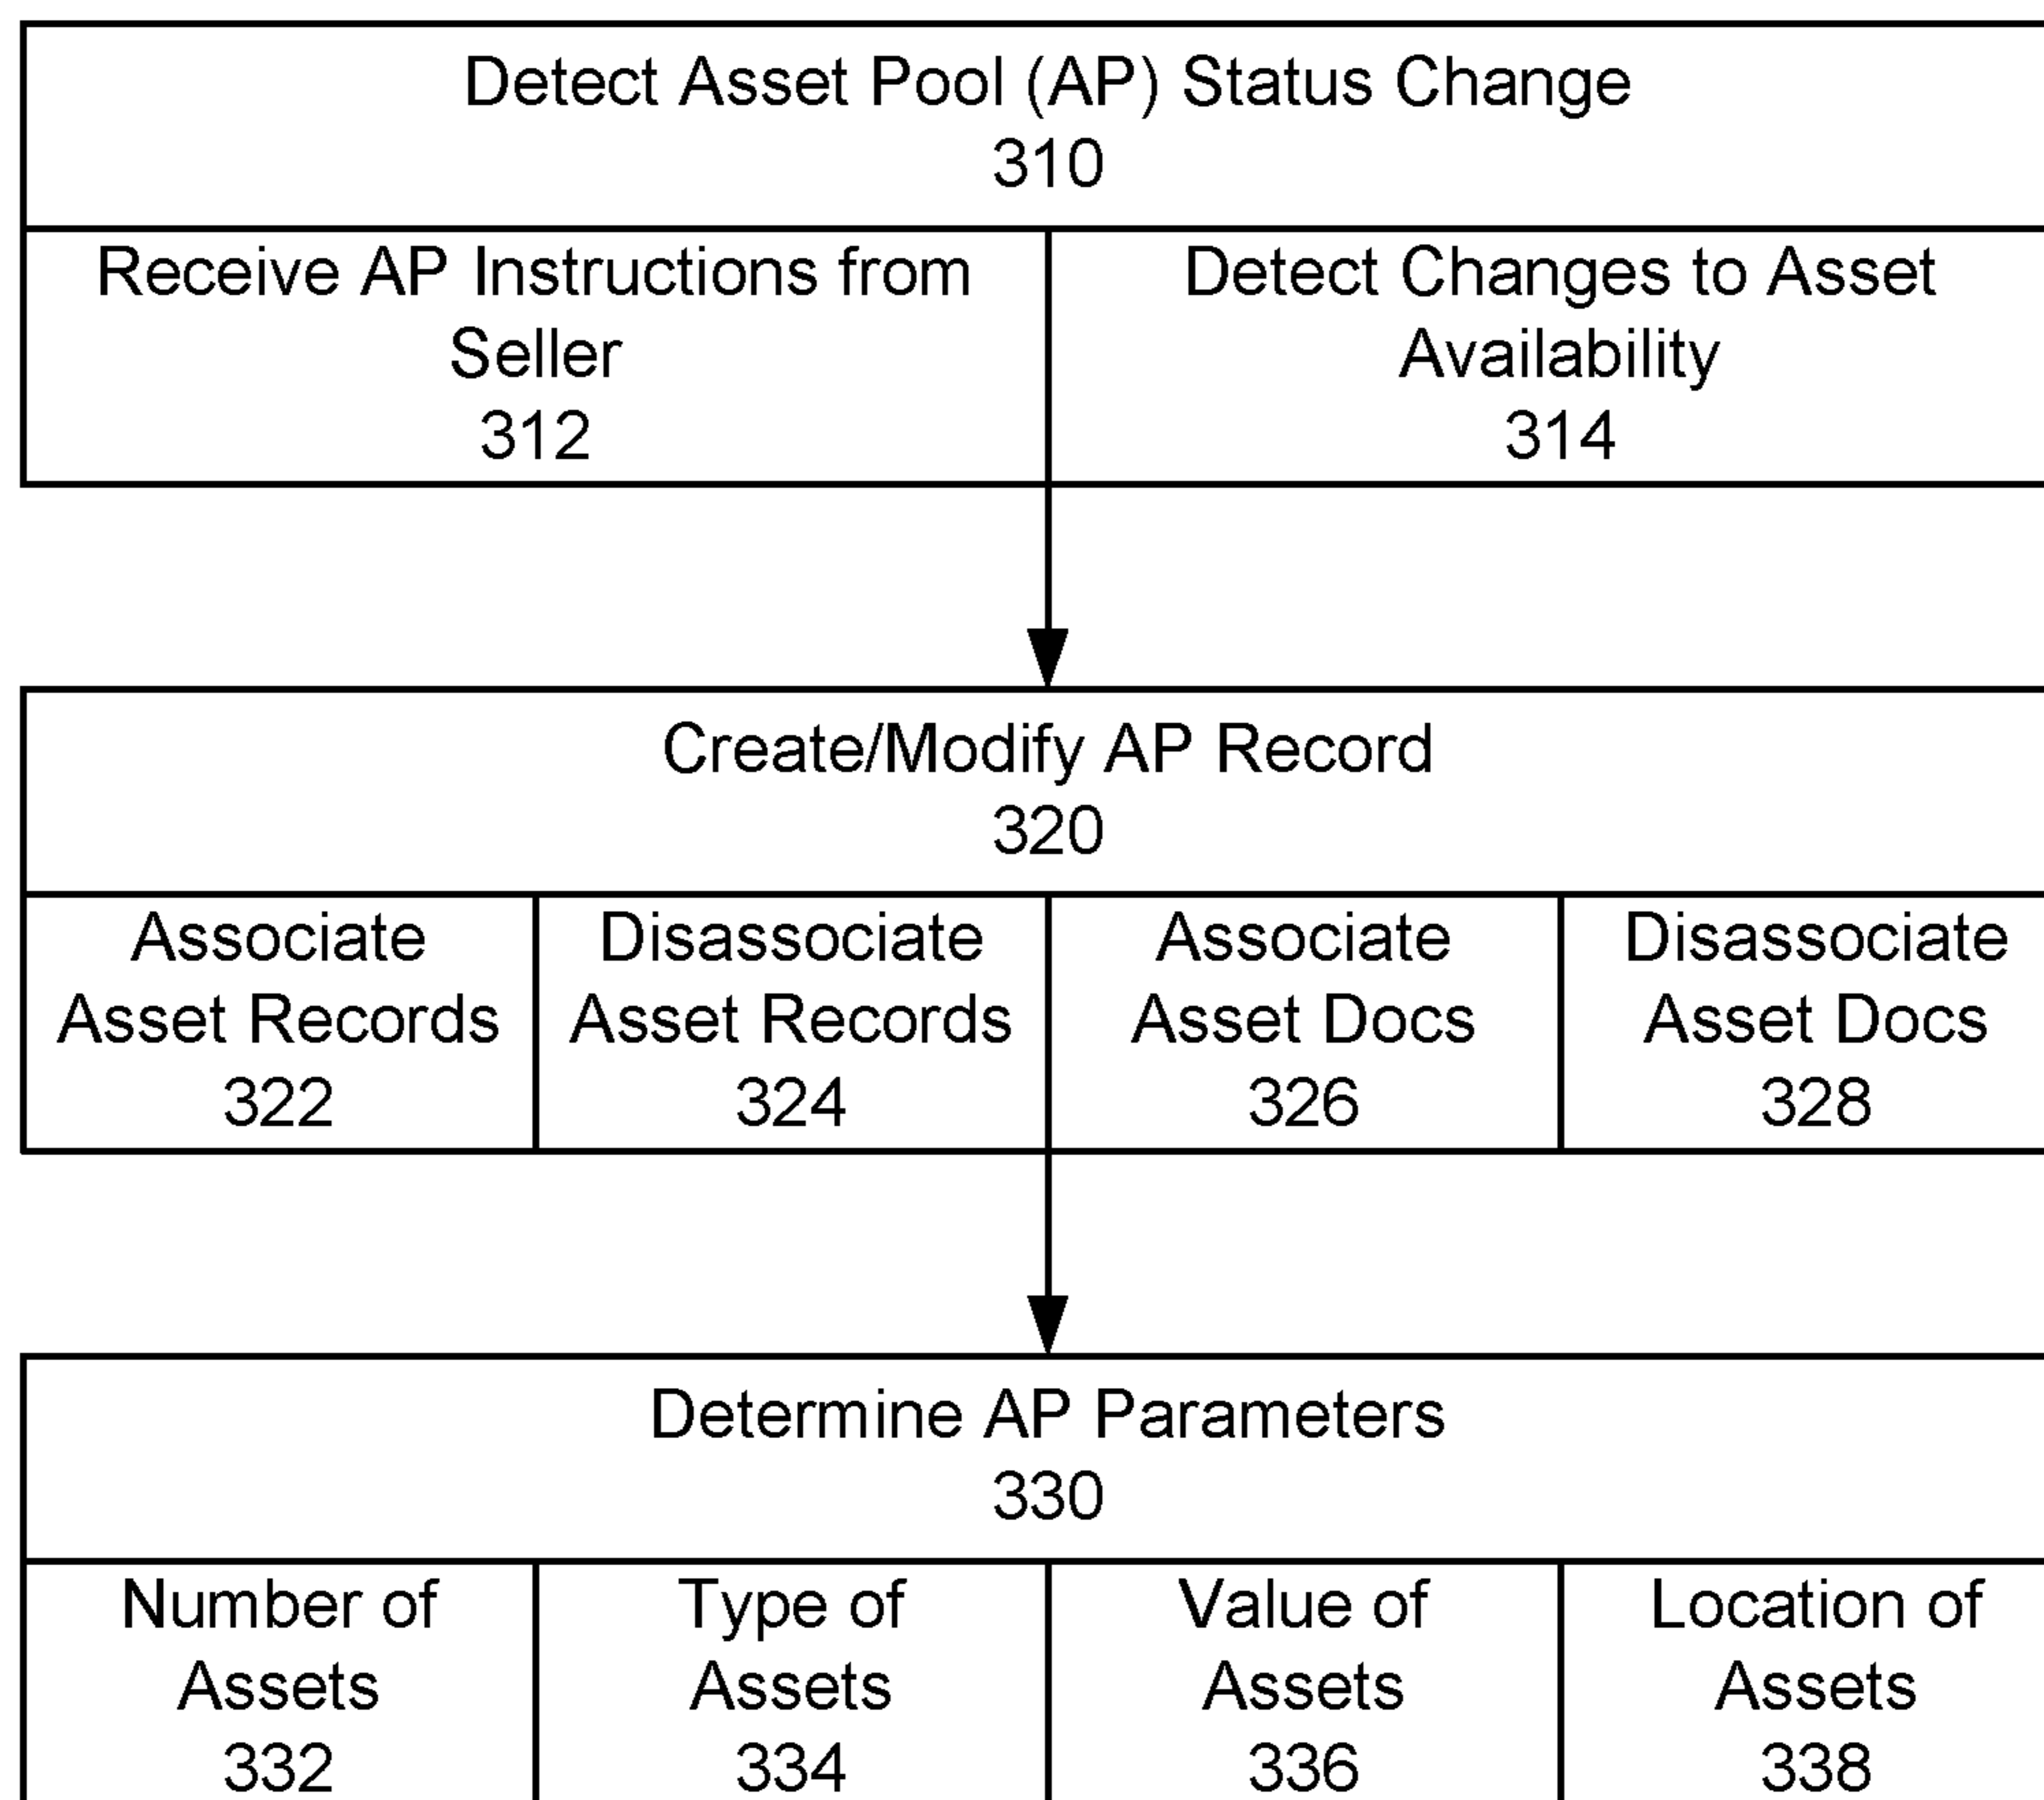 Detect Asset Pool (AP) Status Change
310
Receive AP Instructions from
Seller
312
Detect Changes to Asset
Availability
314
Create/Modify AP Record
320
Associate
Asset Records
322
Disassociate
Asset Records
324
Associate
Asset Docs
326
Disassociate
Asset Docs
328
Determine AP Parameters
330
Number of
Assets
332
Type of
Assets
334
Value of
Assets
336
Location of
Assets
338